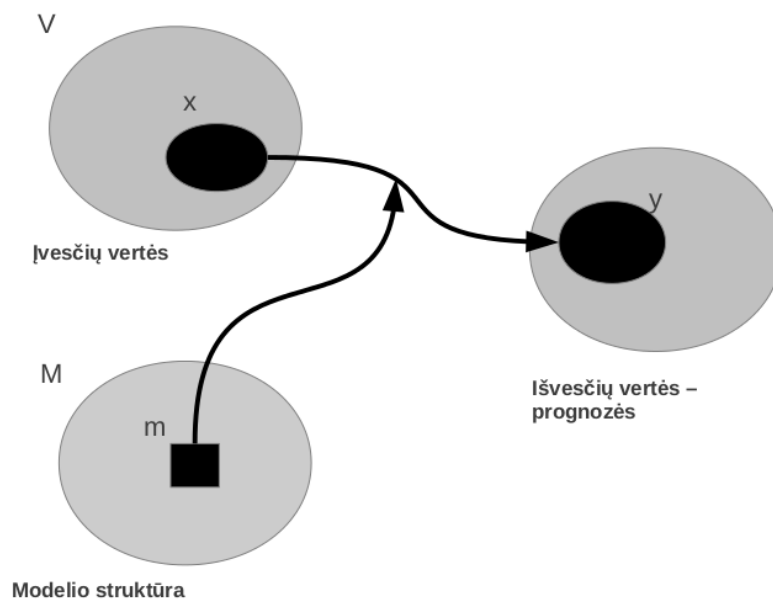 V
x
Įvesčių vertės
y
M
m
Išvesčių vertės –
prognozės
Modelio struktūra